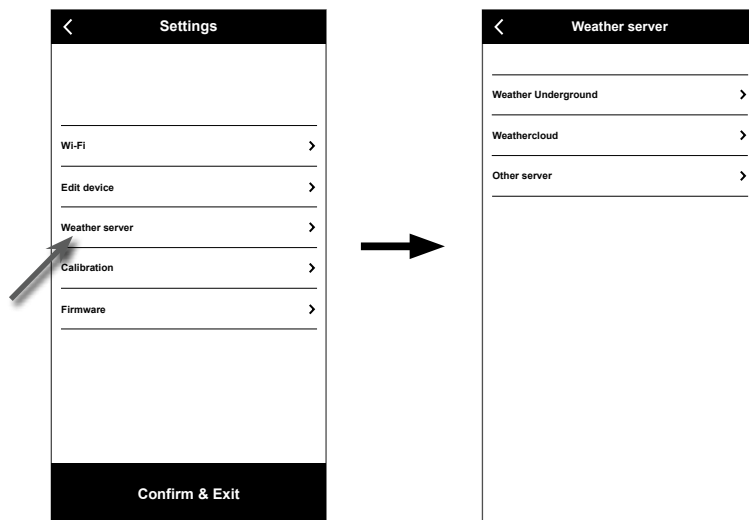 Settings
Wi-Fi
Edit device
Weather server
Calibration
Firmware
Confirm & Exit
Weather server
Weather Underground
Weathercloud
Other server